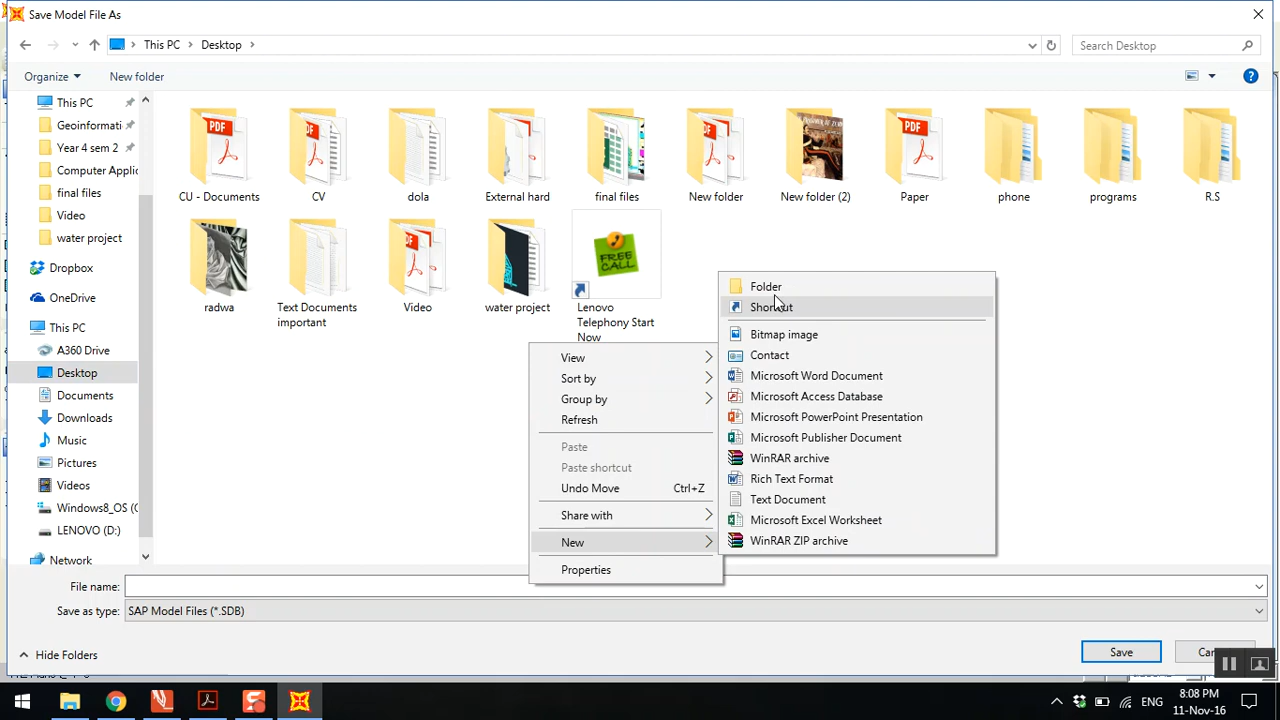 Save Model File As
This PC
Desktop
Search Desktop
Organize
New folder
This PC
Geoinformati
Year 4 sem 2
Computer Applic
final files
Video
water project
Dropbox
OneDrive
This PC
A360 Drive
Desktop
Documents
Downloads
Music
Pictures
Videos
Windows8_OS (C
LENOVO (D:)
Network
PDF
PDF
PDF
CU - Documents
CV
dola
External hard
final files
New folder
New folder (2)
Paper
phone
programs
R.S
PDF
FREE
CALL
radwa
Text Documents
important
Video
water project
Lenovo
Telephony Start
Now
View
Sort by
Group by
Refresh
Paste
Paste shortcut
Undo Move Ctrl+Z
Share with
New
Properties
Folder
Shortcut
Bitmap image
Contact
Microsoft Word Document
Microsoft Access Database
Microsoft PowerPoint Presentation
Microsoft Publisher Document
WinRAR archive
Rich Text Format
Text Document
Microsoft Excel Worksheet
WinRAR ZIP archive
File name:
Save as type: SAP Model Files (*.SDB)
Hide Folders
Save
ENG
8:08 PM
11-Nov-16